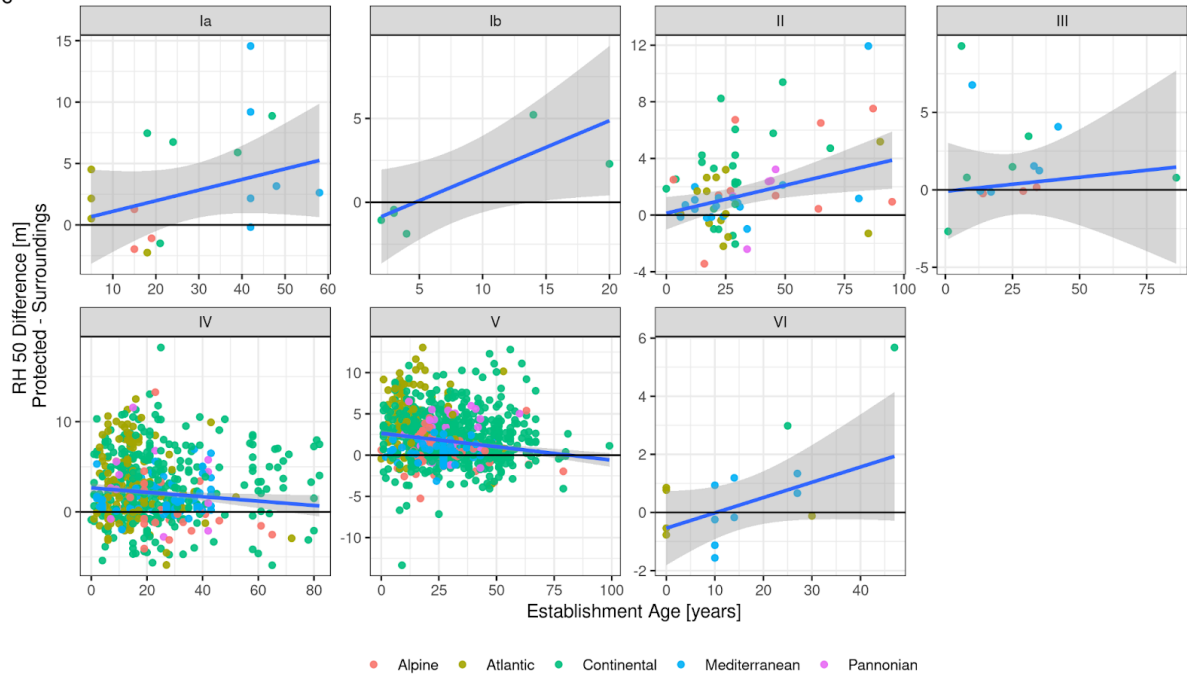 Ia
Ib
II
III
15
10
5
0
10 20 30 40 50 60
5
0
5 10 15 20
12
8
4
0
-4
0 25 50 75 100
5
0
-5
0 25 50 75
RH 50 Difference [m]
Protected - Surroundings
IV
V
VI
10
0
0 20 40 60 80
10
5
0
-5
-10
0 25 50 75 100
6
4
2
0
-2
0 10 20 30 40
Establishment Age [years]
Alpine Atlantic Continental Mediterranean Pannonian